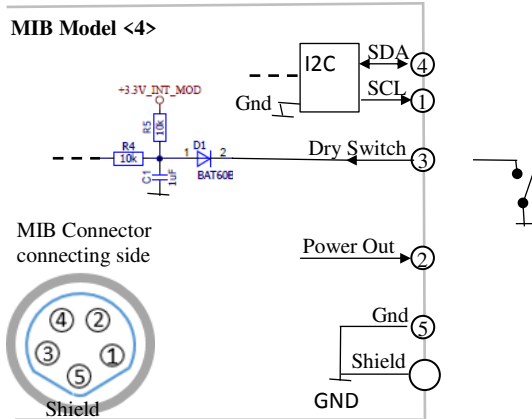 MIB Model <4>
I2C
SDA
4
SCL
1
Gnd
+3.3V_INT_MOD
R5
10k
R4
10k
D1
1
2
BAT60B
C1
1uF
Dry Switch
3
MIB Connector
connecting side
Power Out
2
4
2
3
1
5
Shield
Gnd
5
Shield
GND